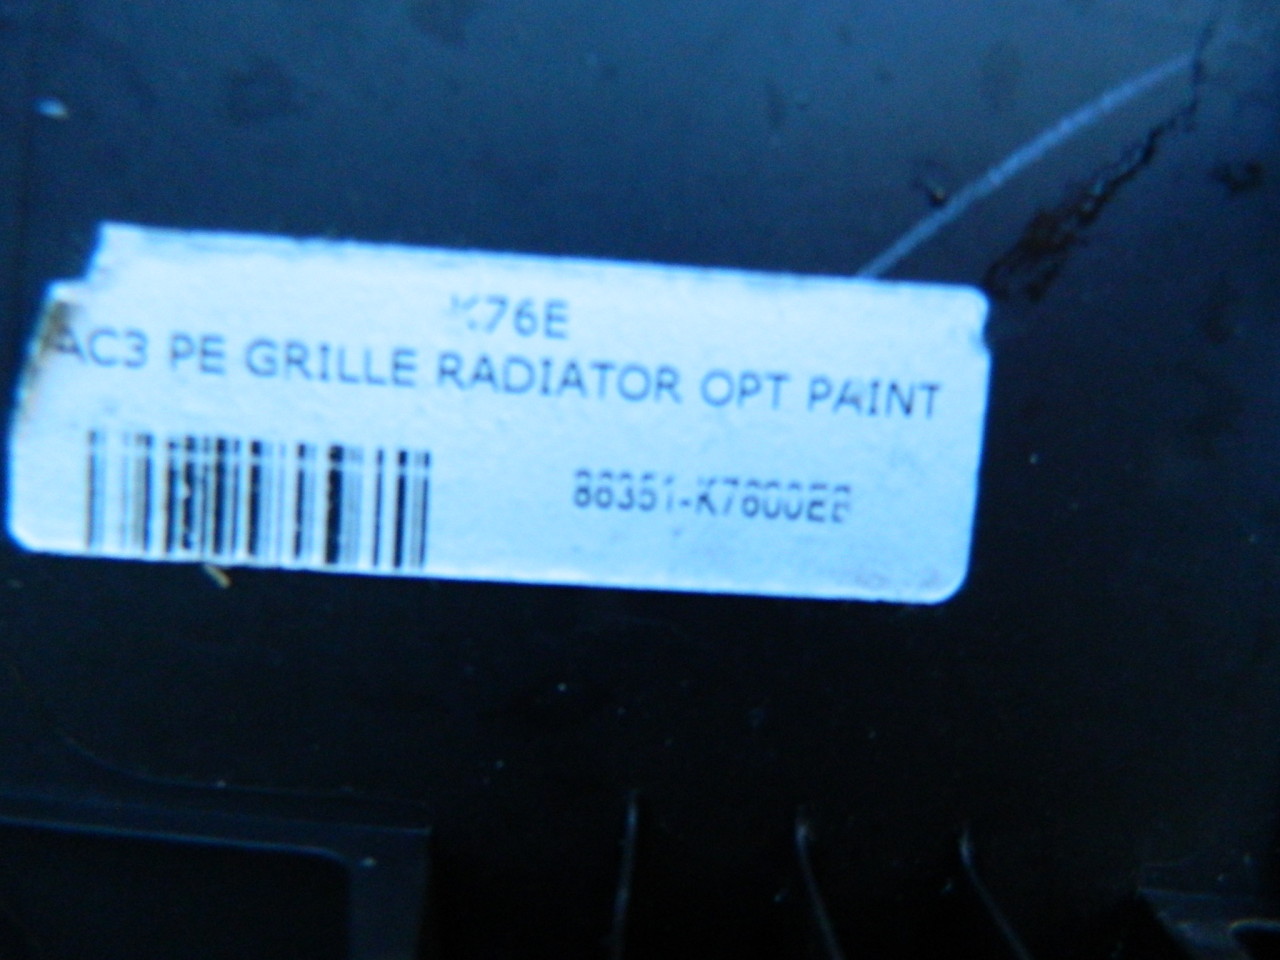 K76E
AC3 PE GRILLE RADIATOR OPT PAINT
86351-K7600EB